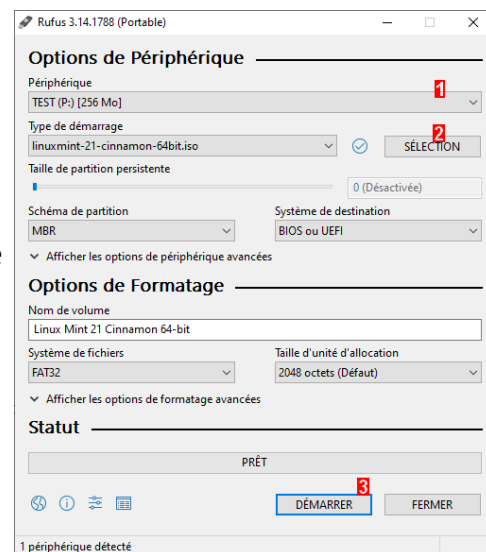 Rufus 3.14.1788 (Portable)
Options de Périphérique
Périphérique
1
TEST (P:) [256 Mo]
Type de démarrage
2
linuxmint-21-cinnamon-64bit.iso
SÉLECTION
Taille de partition persistente
0 (Désactivée)
Schéma de partition
Système de destination
MBR
BIOS ou UEFI
e
Afficher les options de périphérique avancées
Options de Formatage
Nom de volume
Linux Mint 21 Cinnamon 64-bit
Système de fichiers
Taille d'unité d'allocation
FAT32
2048 octets (Défaut)
Afficher les options de formatage avancées
Statut
PRÊT
3
DÉMARRER
FERMER
1 périphérique détecté